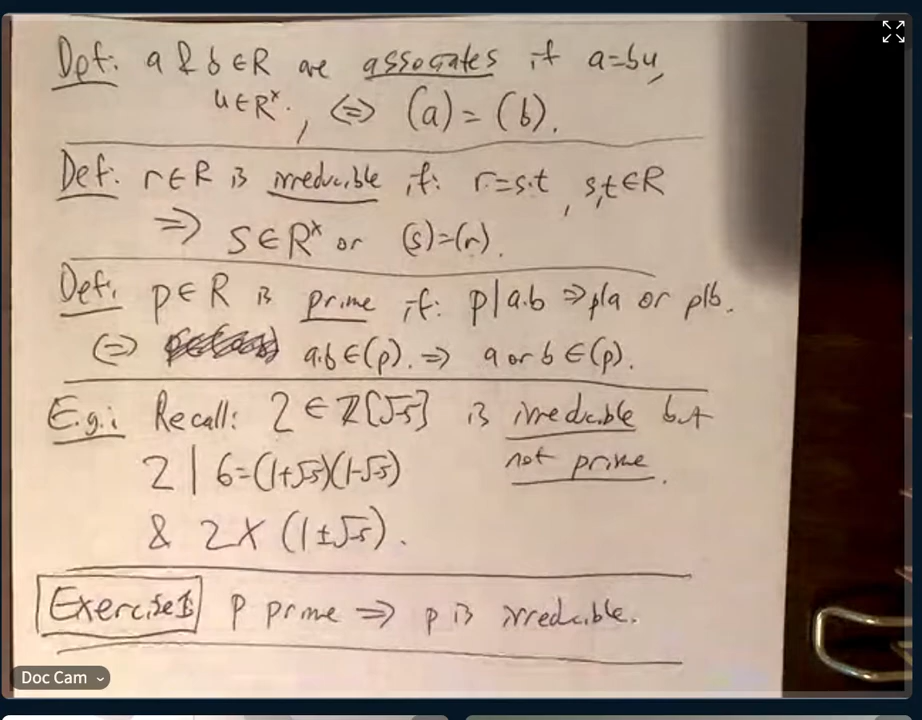 Def: a & b ∈ R are associates if a=bu,
u ∈ R^x., ⟺ (a) = (b).
Def: r ∈ R is irreducible if: r=s·t, s,t ∈ R
⟹ s ∈ R^x or (s)=(r).
Def: p ∈ R is prime if: p | a·b ⟹ p|a or p|b.
⟺ a·b ∈ (p). ⟹ a or b ∈ (p).
E.g.: Recall: 2 ∈ ℤ[√-5] is irreducible but
2 | 6=(1+√-5)(1-√-5) not prime.
& 2 ∤ (1±√-5).
Exercise 1: p prime ⟹ p is irreducible.
Doc Cam